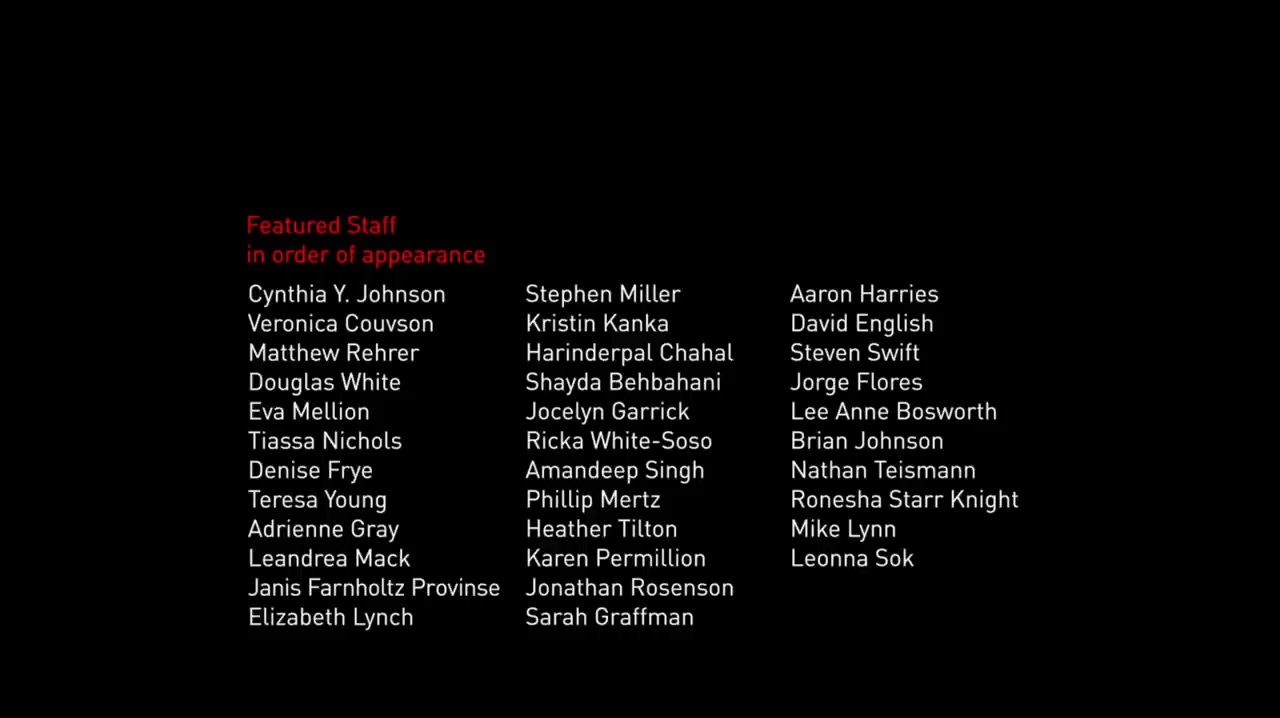 Featured Staff
in order of appearance
Cynthia Y. Johnson
Veronica Couvson
Matthew Rehrer
Douglas White
Eva Mellion
Tiassa Nichols
Denise Frye
Teresa Young
Adrienne Gray
Leandrea Mack
Janis Farnholtz Provinse
Elizabeth Lynch
Stephen Miller
Kristin Kanka
Harinderpal Chahal
Shayda Behbahani
Jocelyn Garrick
Ricka White-Soso
Amandeep Singh
Phillip Mertz
Heather Tilton
Karen Permillion
Jonathan Rosenson
Sarah Graffman
Aaron Harries
David English
Steven Swift
Jorge Flores
Lee Anne Bosworth
Brian Johnson
Nathan Teismann
Ronesha Starr Knight
Mike Lynn
Leonna Sok